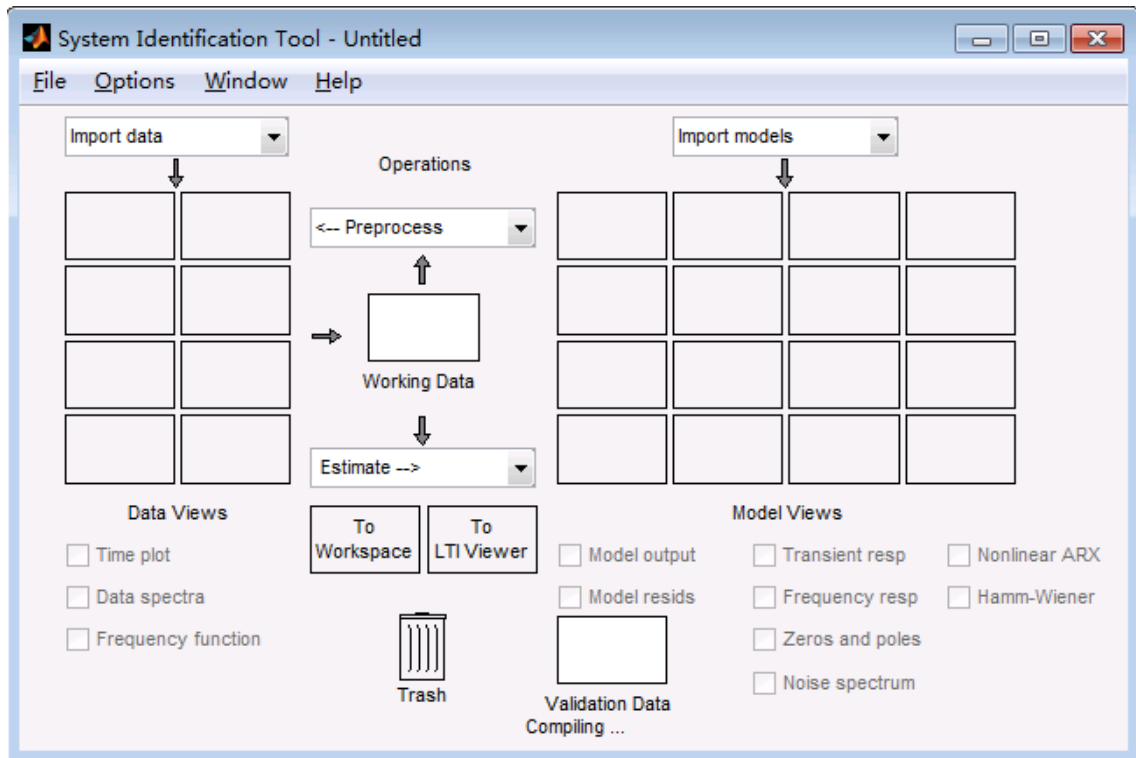 System Identification Tool - Untitled
File Options Window Help
Import data
Import models
Operations
<-- Preprocess
Working Data
Estimate -->
Data Views
Model Views
To Workspace
To LTI Viewer
Time plot
Data spectra
Frequency function
Model output
Model resids
Transient resp
Frequency resp
Zeros and poles
Noise spectrum
Nonlinear ARX
Hamm-Wiener
Trash
Validation Data
Compiling ...